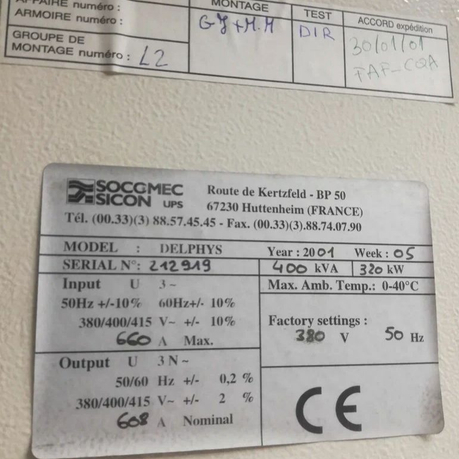 AFFAIRE numéro :
ARMOIRE numéro :
GROUPE DE
MONTAGE numéro : L2
MONTAGE
GJ+M.M
TEST
DIR
ACCORD expédition
30/01/01
FAF-CQA
SOCOMEC
SICON UPS
Route de Kertzfeld - BP 50
67230 Huttenheim (FRANCE)
Tél. (00.33)(3) 88.57.45.45 - Fax. (00.33)(3).88.74.07.90
MODEL : DELPHYS Year : 2001 Week : 05
SERIAL N°: 212919 400 kVA 320 kW
Input U 3~
50Hz +/-10% 60Hz+/- 10%
380/400/415 V~ +/- 10%
660 A Max.
Max. Amb. Temp.: 0-40°C
Factory settings :
380 V 50 Hz
Output U 3 N~
50/60 Hz +/- 0,2 %
380/400/415 V~ +/- 2 %
608 A Nominal
CE